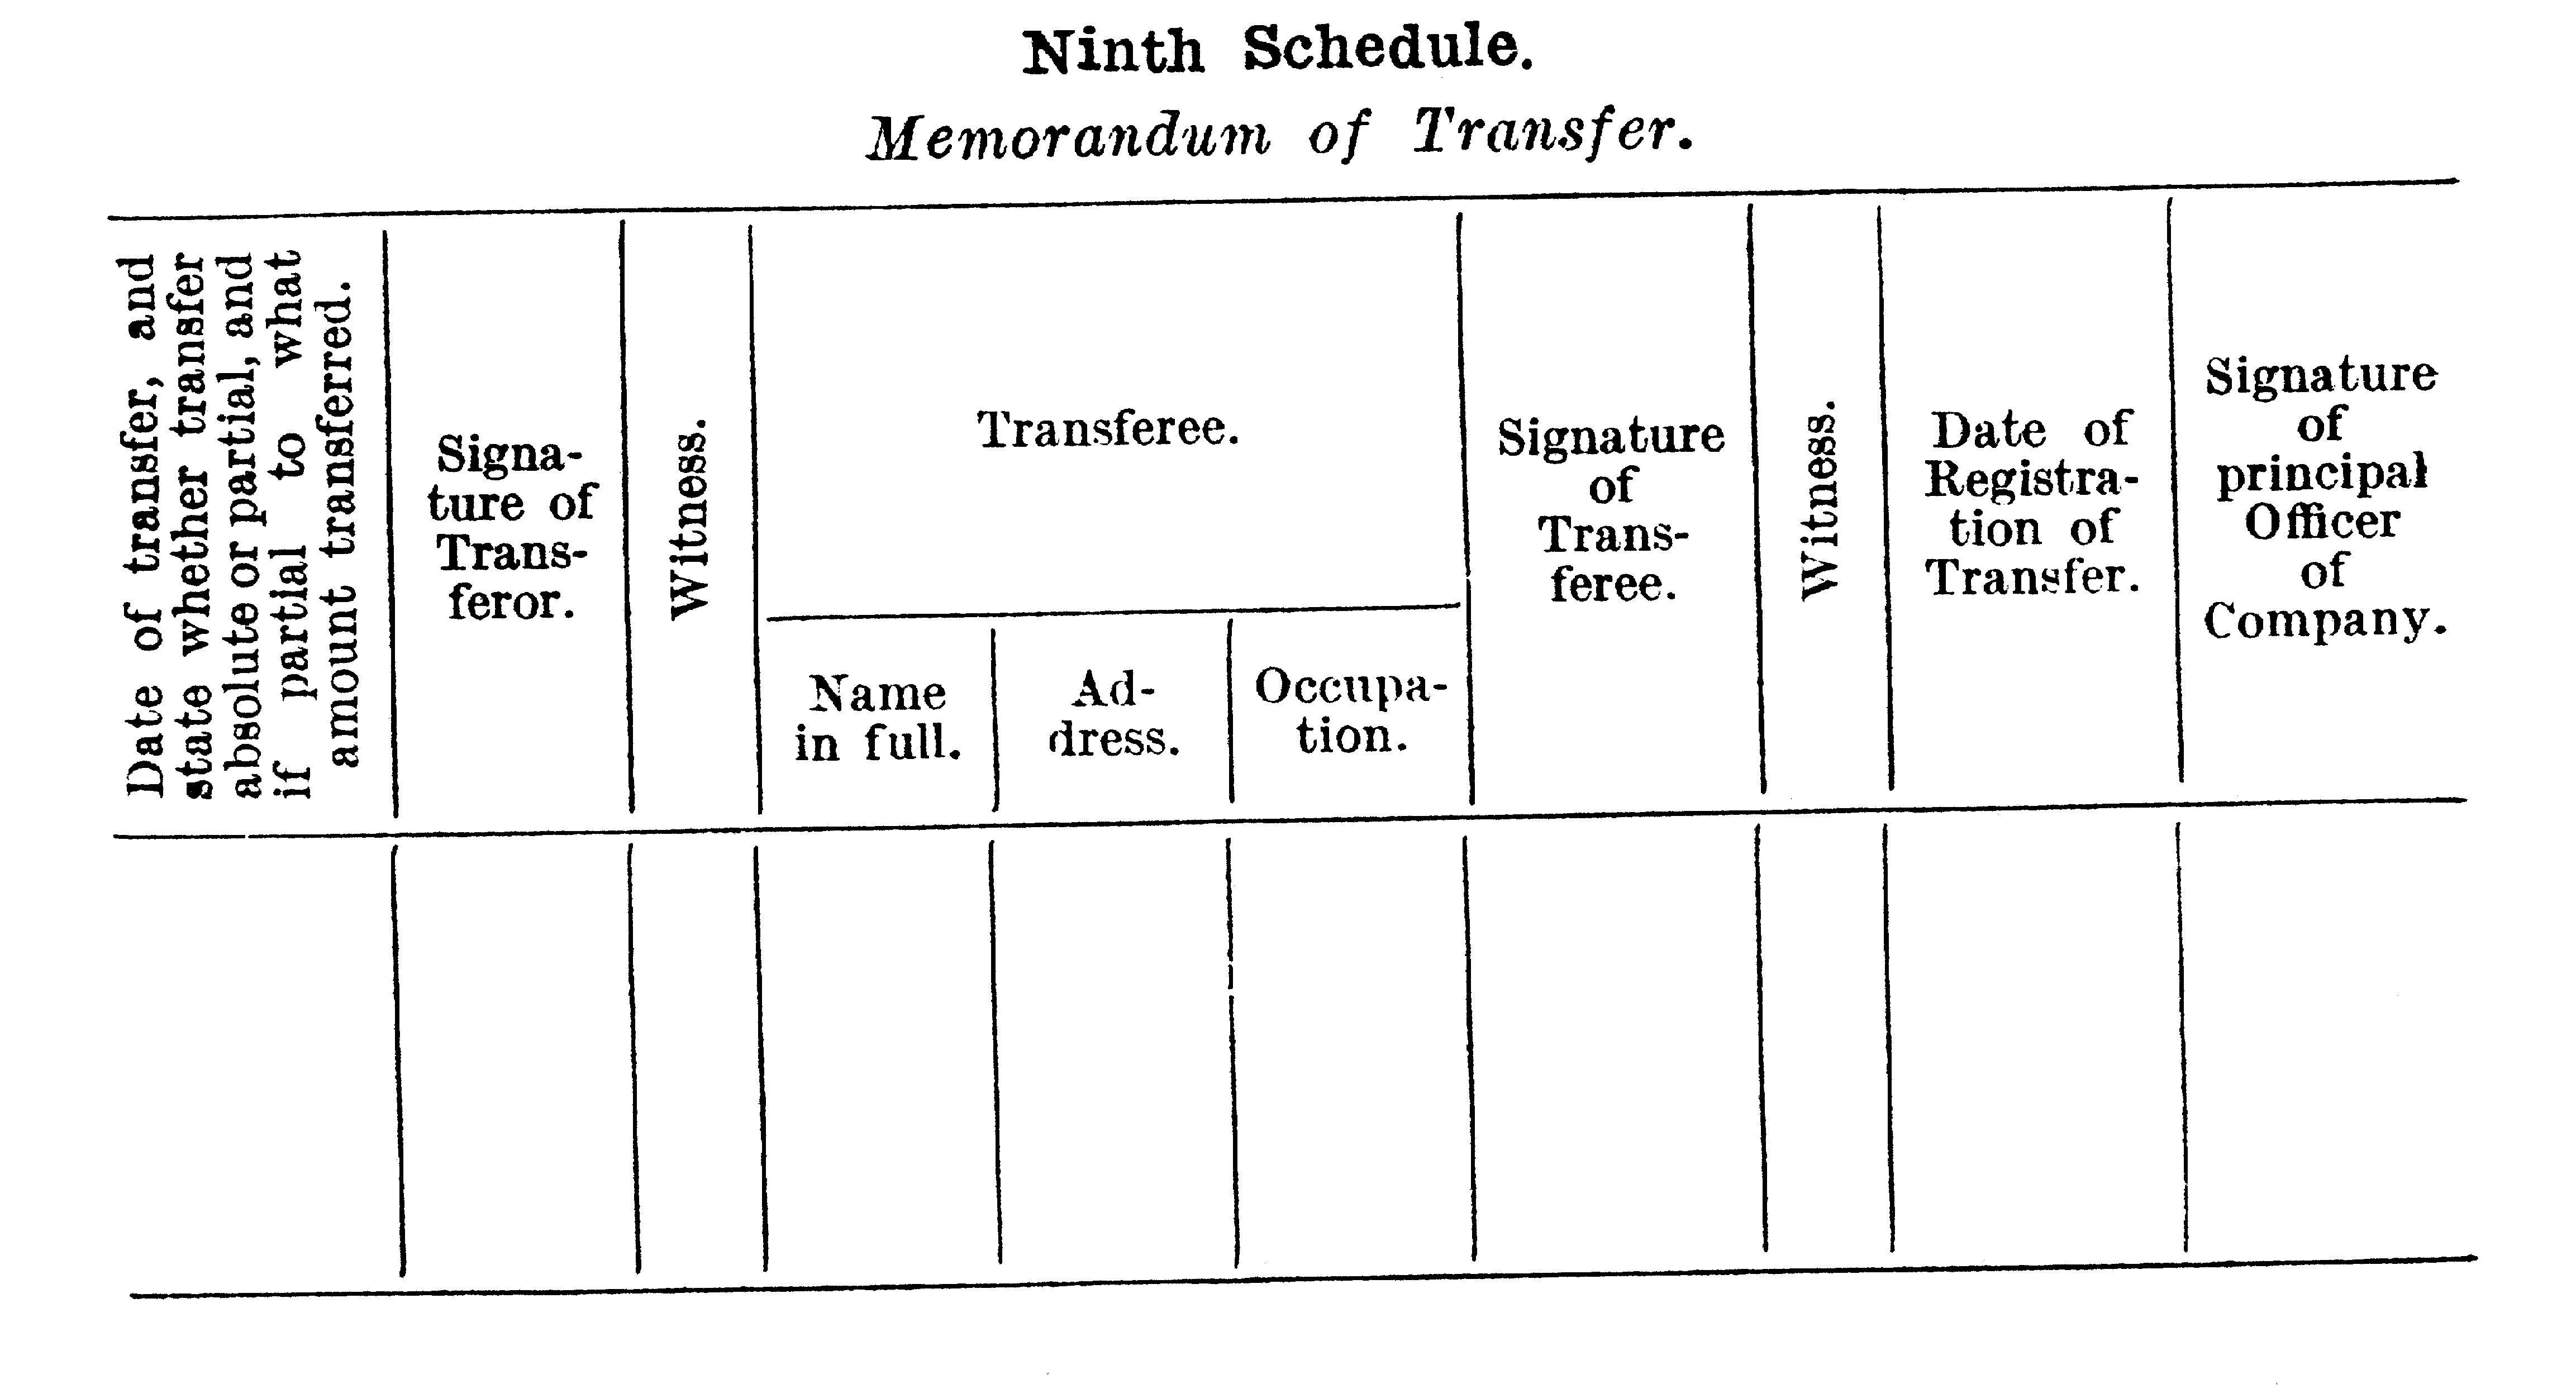 Ninth Schedule.
Memorandum of Transfer.
Date of transfer, and
state whether transfer
absolute or partial, and
if partial to what
amount transferred.
Signa-
ture of
Trans-
feror.
Witness.
Transferee.
Name
in full.
Ad-
dress.
Occupa-
tion.
Signature
of
Trans-
feree.
Witness.
Date of
Registra-
tion of
Transfer.
Signature
of
principal
Officer
of
Company.